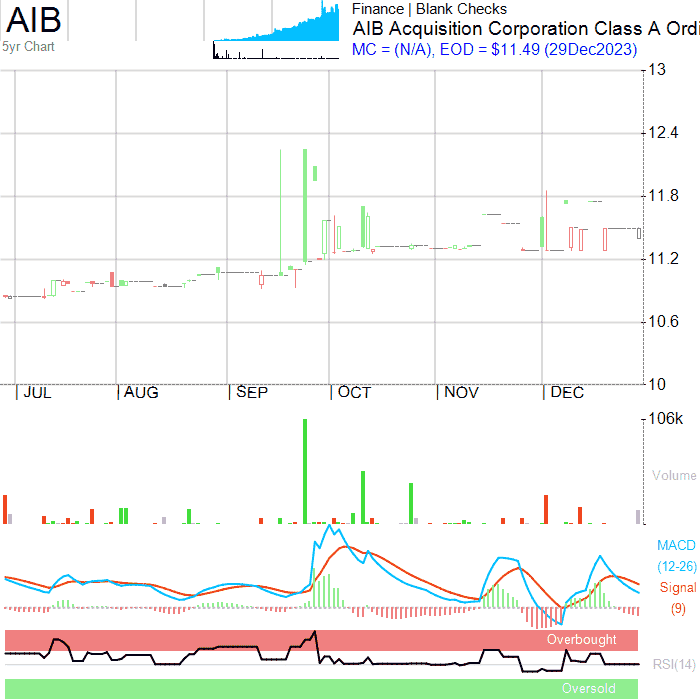 AIB
5yr Chart
Finance | Blank Checks
AIB Acquisition Corporation Class A Ordi
MC = (N/A), EOD = $11.49 (29Dec2023)
13
12.4
11.8
11.2
10.6
10
JUL
AUG
SEP
OCT
NOV
DEC
106k
Volume
MACD
(12-26)
Signal
(9)
Overbought
RSI(14)
Oversold